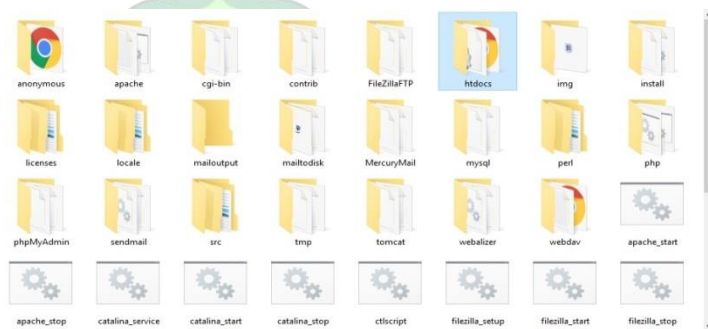 anonymous apache cgi-bin contrib FileZillaFTP htdocs img install
licenses locale mailoutput mailtodisk MercuryMail mysql perl php
phpMyAdmin sendmail src tmp tomcat webalizer webdav apache_start
apache_stop catalina_service catalina_start catalina_stop ctlscript filezilla_setup filezilla_start filezilla_stop